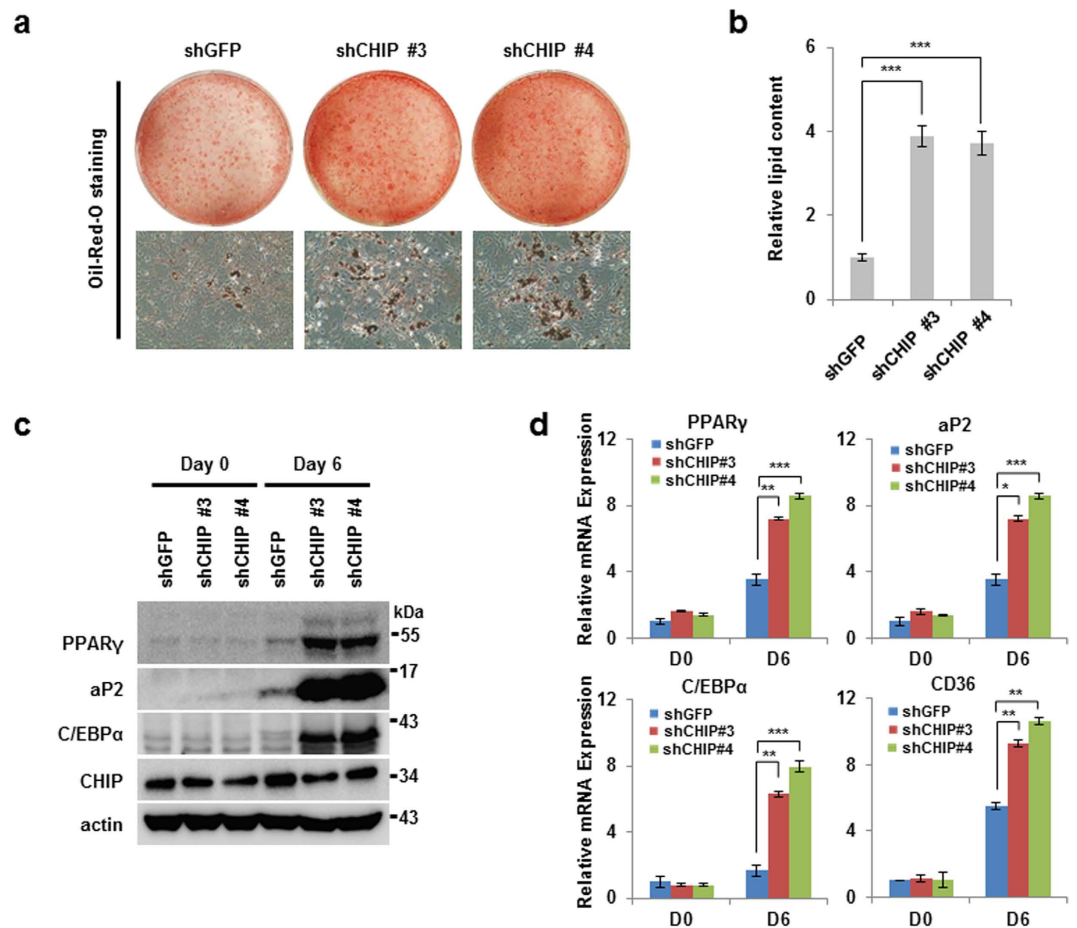 a
shGFP
shCHIP #3
shCHIP #4
Oil-Red-O staining
b
Relative lipid content
6
4
2
0
***
***
shGFP
shCHIP #3
shCHIP #4
c
Day 0
Day 6
shGFP
shCHIP #3
shCHIP #4
shGFP
shCHIP #3
shCHIP #4
kDa
PPARγ
55
aP2
17
C/EBPα
43
CHIP
34
actin
43
d
PPARγ
Relative mRNA Expression
12
8
4
0
shGFP
shCHIP#3
shCHIP#4
***
**
D0
D6
aP2
12
8
4
0
shGFP
shCHIP#3
shCHIP#4
***
*
D0
D6
C/EBPα
Relative mRNA Expression
12
8
4
0
shGFP
shCHIP#3
shCHIP#4
***
**
D0
D6
CD36
12
8
4
0
shGFP
shCHIP#3
shCHIP#4
**
**
D0
D6